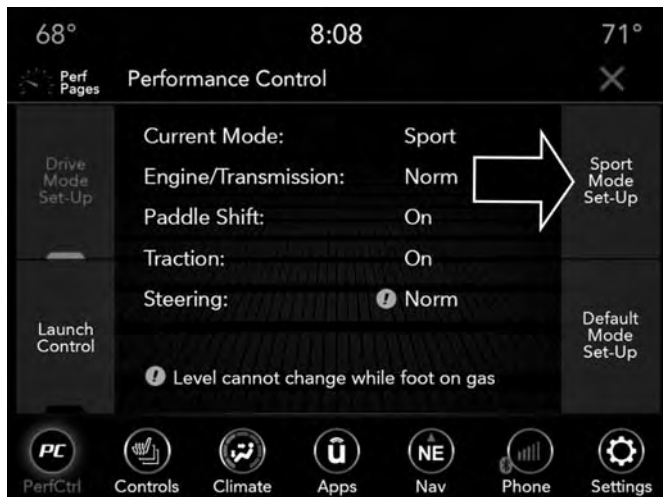 68°
8:08
71°
Perf
Pages
Performance Control
Current Mode: Sport
Engine/Transmission: Norm
Paddle Shift: On
Traction: On
Steering: Norm
Level cannot change while foot on gas
Drive
Mode
Set-Up
Launch
Control
Sport
Mode
Set-Up
Default
Mode
Set-Up
PC
PerfCtrl
Controls
Climate
û
Apps
NE
Nav
Phone
Settings